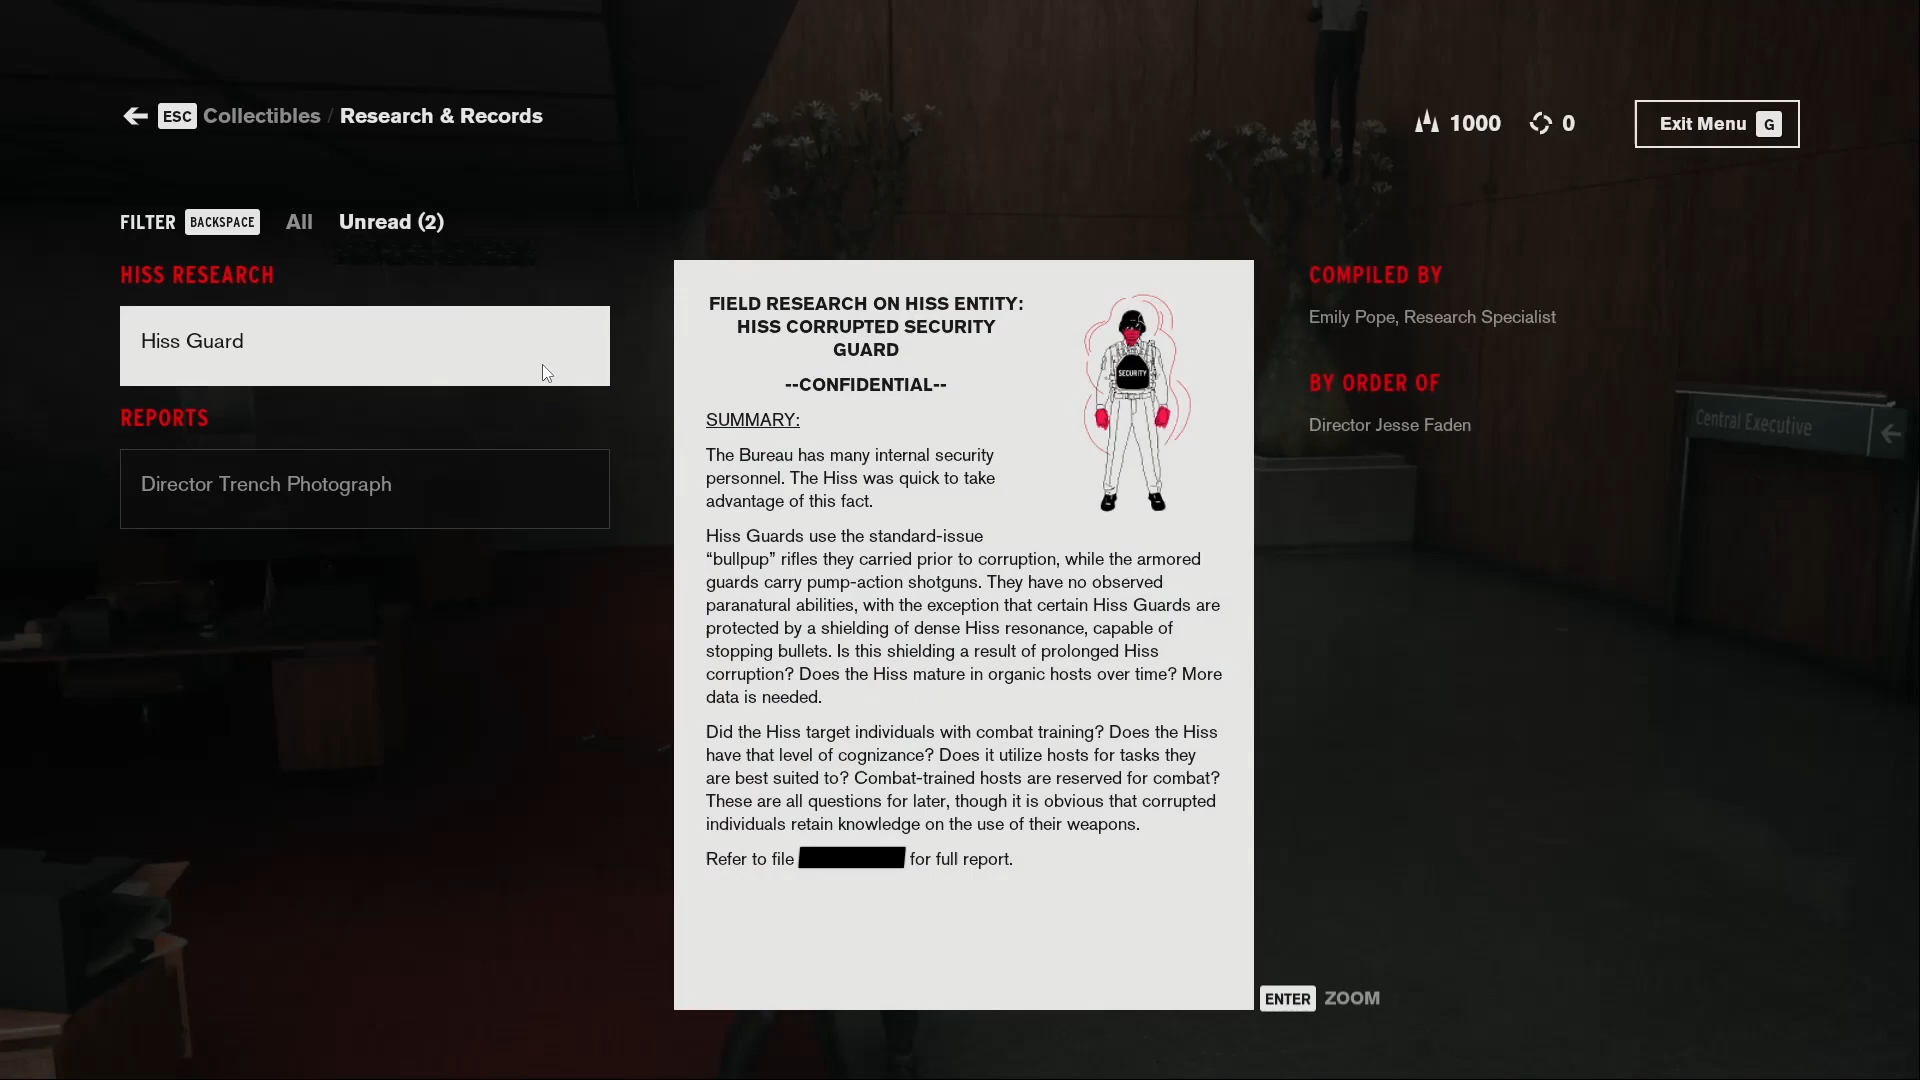 ESC Collectibles / Research & Records
1000 0
Exit Menu G
FILTER BACKSPACE All Unread (2)
HISS RESEARCH
Hiss Guard
REPORTS
Director Trench Photograph
FIELD RESEARCH ON HISS ENTITY:
HISS CORRUPTED SECURITY
GUARD
--CONFIDENTIAL--
SECURITY
SUMMARY:
The Bureau has many internal security
personnel. The Hiss was quick to take
advantage of this fact.
Hiss Guards use the standard-issue
“bullpup” rifles they carried prior to corruption, while the armored
guards carry pump-action shotguns. They have no observed
paranatural abilities, with the exception that certain Hiss Guards are
protected by a shielding of dense Hiss resonance, capable of
stopping bullets. Is this shielding a result of prolonged Hiss
corruption? Does the Hiss mature in organic hosts over time? More
data is needed.
Did the Hiss target individuals with combat training? Does the Hiss
have that level of cognizance? Does it utilize hosts for tasks they
are best suited to? Combat-trained hosts are reserved for combat?
These are all questions for later, though it is obvious that corrupted
individuals retain knowledge on the use of their weapons.
Refer to file for full report.
COMPILED BY
Emily Pope, Research Specialist
BY ORDER OF
Director Jesse Faden
Central Executive
ENTER ZOOM